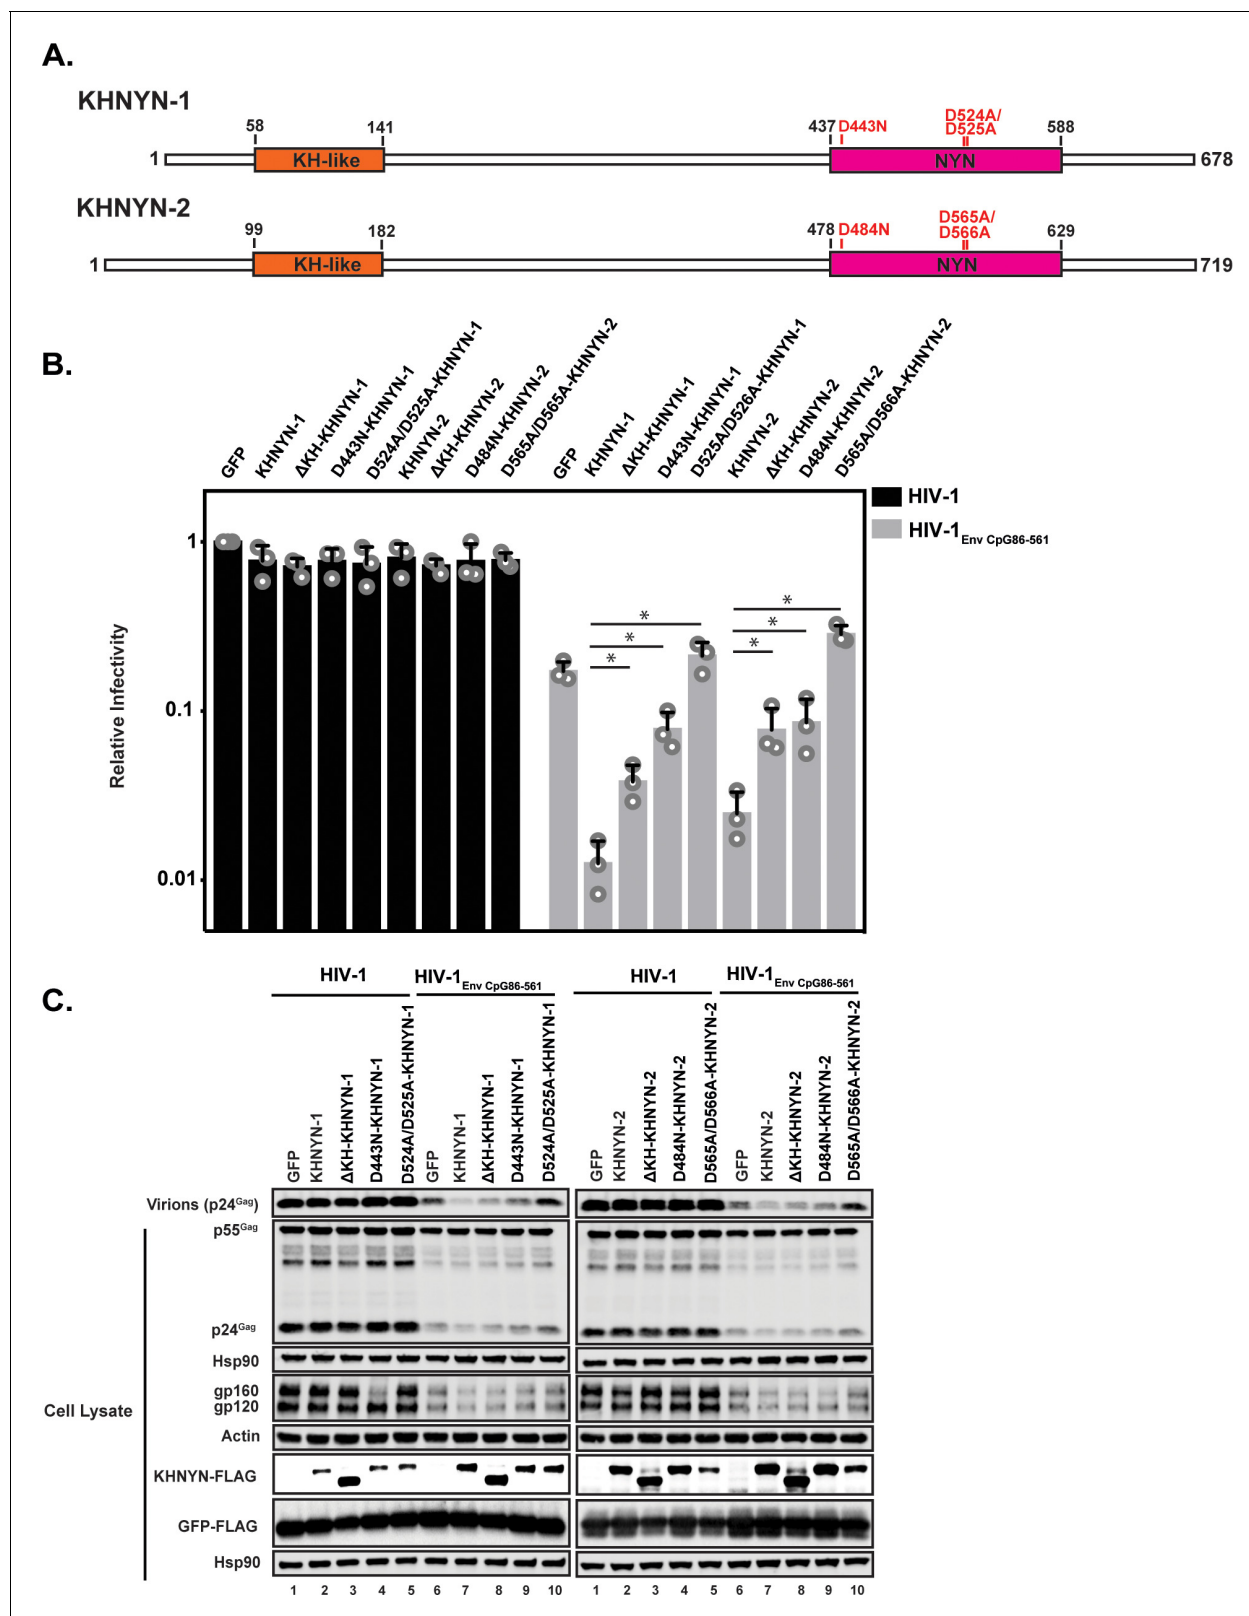 A.
KHNYN-1
58 141 437 D443N D524A/ D525A 588
1 KH-like NYN 678
KHNYN-2
99 182 478 D484N D565A/ D566A 629
1 KH-like NYN 719
B.
GFP KHNYN-1 ΔKH-KHNYN-1 D443N-KHNYN-1 D524A/D525A-KHNYN-1 KHNYN-2 ΔKH-KHNYN-2 D484N-KHNYN-2 D565A/D565A-KHNYN-2 GFP KHNYN-1 ΔKH-KHNYN-1 D443N-KHNYN-1 D525A/D526A-KHNYN-1 KHNYN-2 ΔKH-KHNYN-2 D484N-KHNYN-2 D565A/D566A-KHNYN-2
HIV-1
HIV-1Env CpG86-561
Relative Infectivity
1
0.1
0.01
* * * * * *
C.
HIV-1 HIV-1Env CpG86-561 HIV-1 HIV-1Env CpG86-561
GFP KHNYN-1 ΔKH-KHNYN-1 D443N-KHNYN-1 D524A/D525A-KHNYN-1 GFP KHNYN-1 ΔKH-KHNYN-1 D443N-KHNYN-1 D524A/D525A-KHNYN-1 GFP KHNYN-2 ΔKH-KHNYN-2 D484N-KHNYN-2 D565A/D566A-KHNYN-2 GFP KHNYN-2 ΔKH-KHNYN-2 D484N-KHNYN-2 D565A/D566A-KHNYN-2
Virions (p24Gag)
p55Gag
p24Gag
Hsp90
gp160
gp120
Cell Lysate
Actin
KHNYN-FLAG
GFP-FLAG
Hsp90
1 2 3 4 5 6 7 8 9 10 1 2 3 4 5 6 7 8 9 10